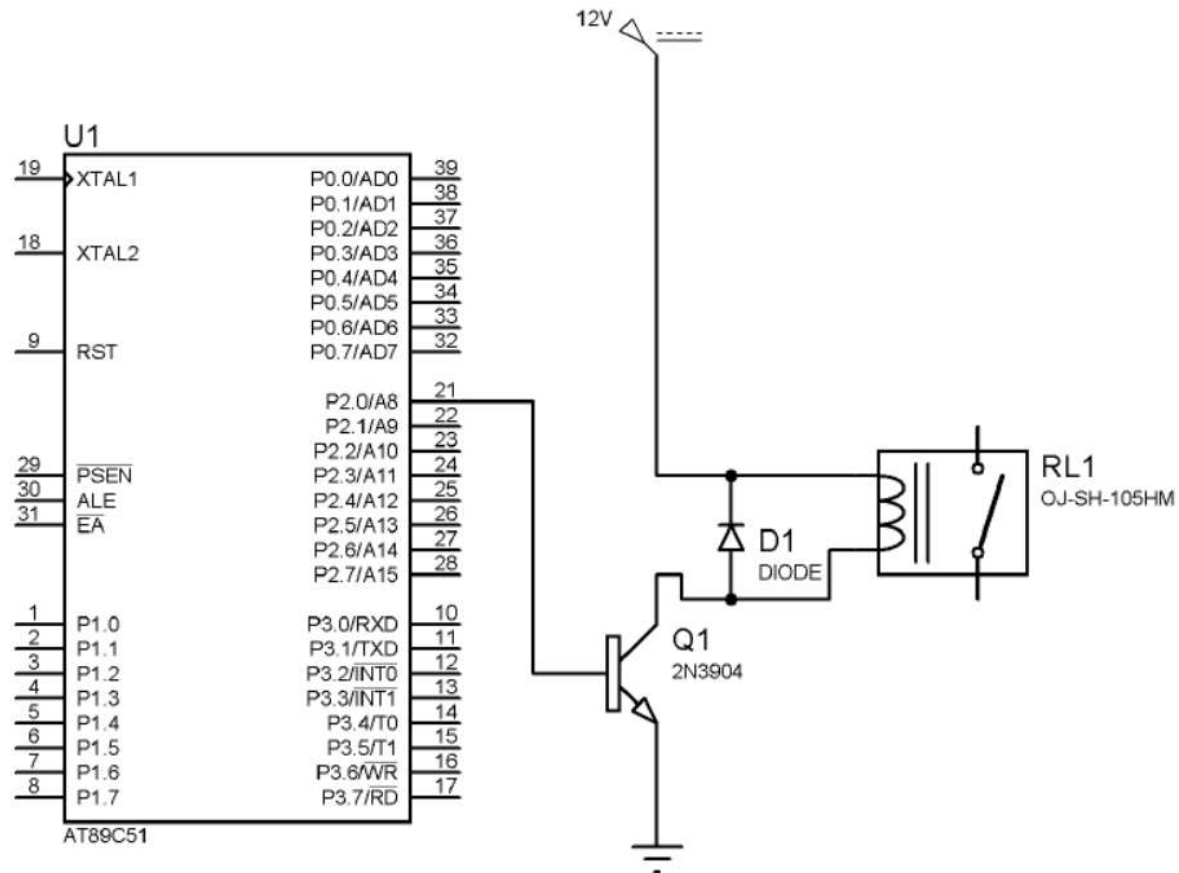 12V
U1
19 XTAL1 P0.0/AD0 39
P0.1/AD1 38
P0.2/AD2 37
18 XTAL2 P0.3/AD3 36
P0.4/AD4 35
P0.5/AD5 34
P0.6/AD6 33
9 RST P0.7/AD7 32
P2.0/A8 21
P2.1/A9 22
P2.2/A10 23
29 PSEN P2.3/A11 24
30 ALE P2.4/A12 25
31 EA P2.5/A13 26
P2.6/A14 27
P2.7/A15 28
1 P1.0 P3.0/RXD 10
2 P1.1 P3.1/TXD 11
3 P1.2 P3.2/INT0 12
4 P1.3 P3.3/INT1 13
5 P1.4 P3.4/T0 14
6 P1.5 P3.5/T1 15
7 P1.6 P3.6/WR 16
8 P1.7 P3.7/RD 17
AT89C51
RL1
OJ-SH-105HM
D1
DIODE
Q1
2N3904